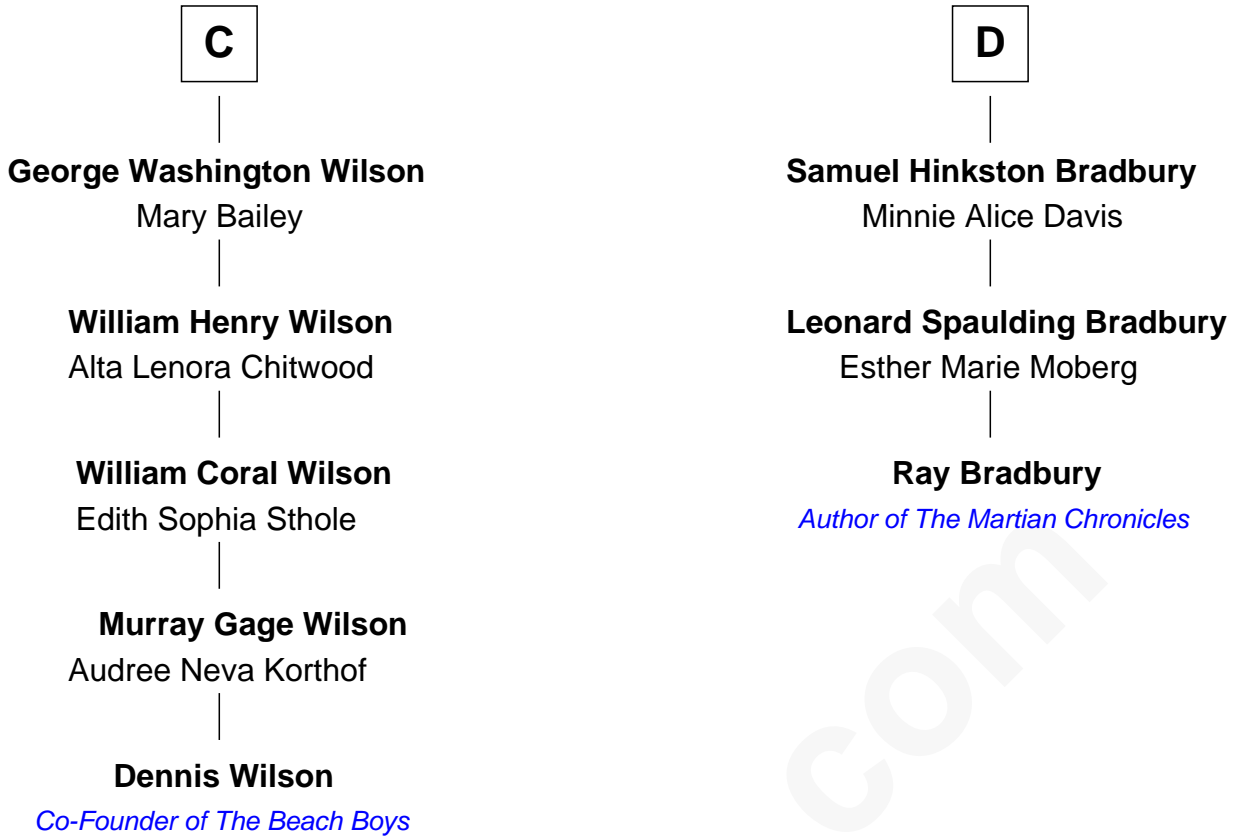 C
George Washington Wilson
Mary Bailey
William Henry Wilson
Alta Lenora Chitwood
William Coral Wilson
Edith Sophia Sthole
Murray Gage Wilson
Audree Neva Korthof
Dennis Wilson
Co-Founder of The Beach Boys
D
Samuel Hinkston Bradbury
Minnie Alice Davis
Leonard Spaulding Bradbury
Esther Marie Moberg
Ray Bradbury
Author of The Martian Chronicles
com